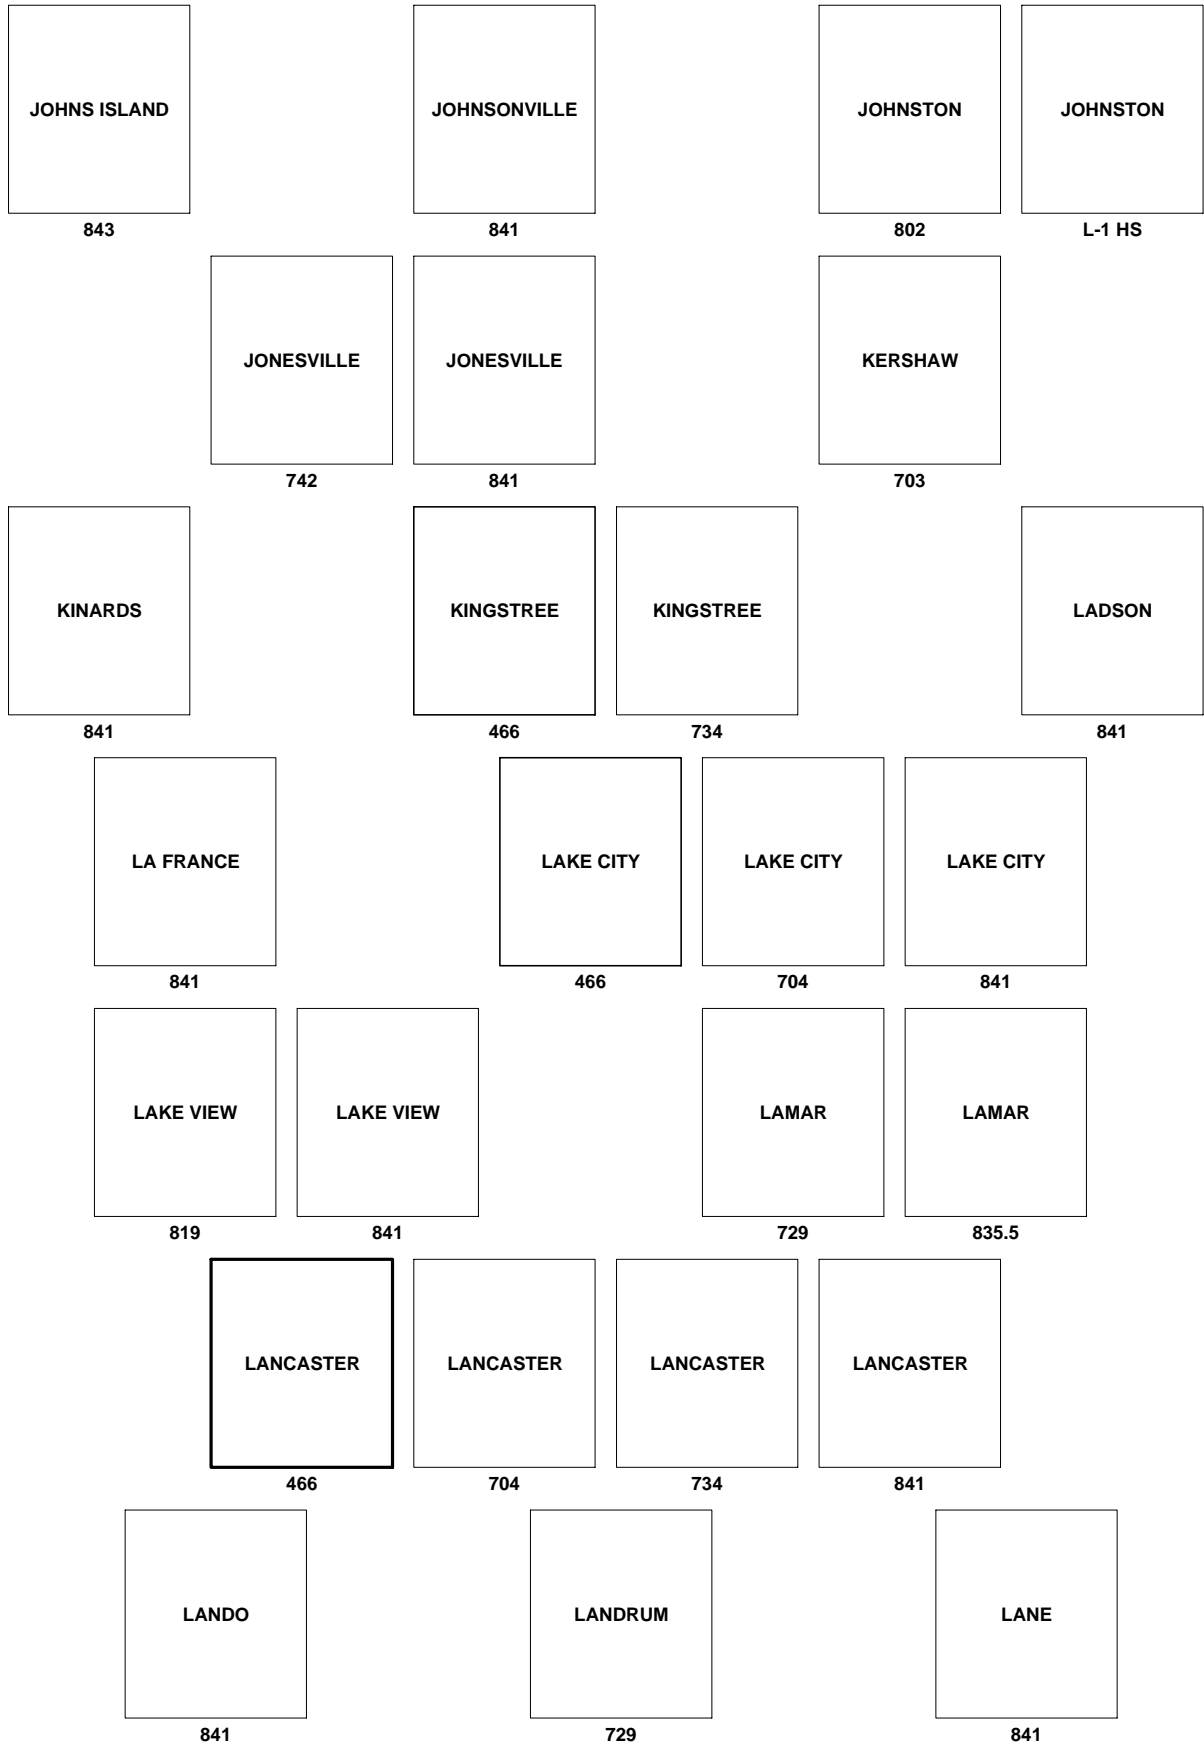 JOHNS ISLAND JOHNSONVILLE JOHNSTON JOHNSTON
843 841 802 L-1 HS
JONESVILLE JONESVILLE KERSHAW
742 841 703
KINARDS KINGSTREE KINGSTREE LADSON
841 466 734 841
LA FRANCE LAKE CITY LAKE CITY LAKE CITY
841 466 704 841
LAKE VIEW LAKE VIEW LAMAR LAMAR
819 841 729 835.5
LANCASTER LANCASTER LANCASTER LANCASTER
466 704 734 841
LANDO LANDRUM LANE
841 729 841